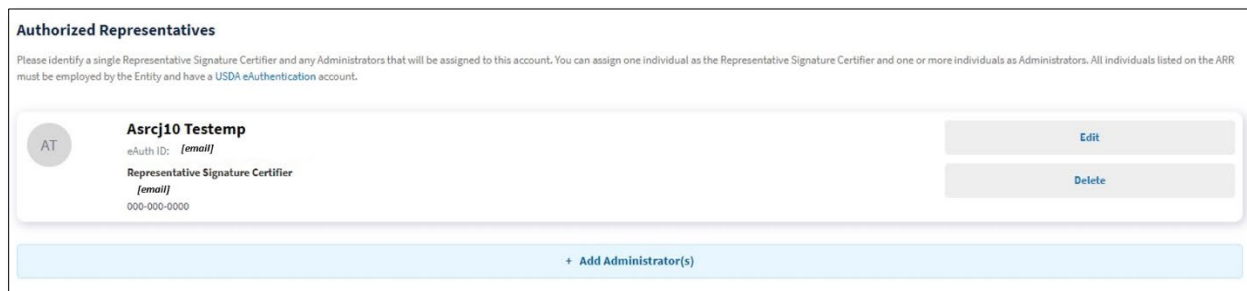 Authorized Representatives
Please identify a single Representative Signature Certifier and any Administrators that will be assigned to this account. You can assign one individual as the Representative Signature Certifier and one or more individuals as Administrators. All individuals listed on the ARR
must be employed by the Entity and have a USDA eAuthentication account.
AT
Asrcj10 Testemp
eAuth ID: [email]
Representative Signature Certifier
[email]
000-000-0000
Edit
Delete
+ Add Administrator(s)